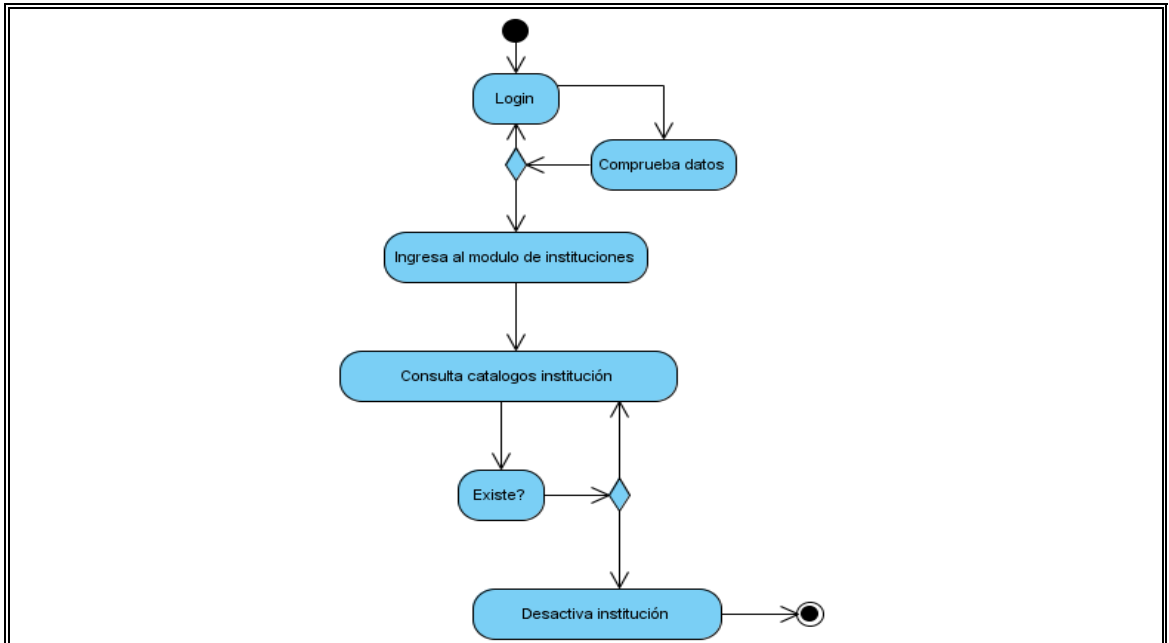 Login
Comprueba datos
Ingresa al modulo de instituciones
Consulta catalogos institución
Existe?
Desactiva institución